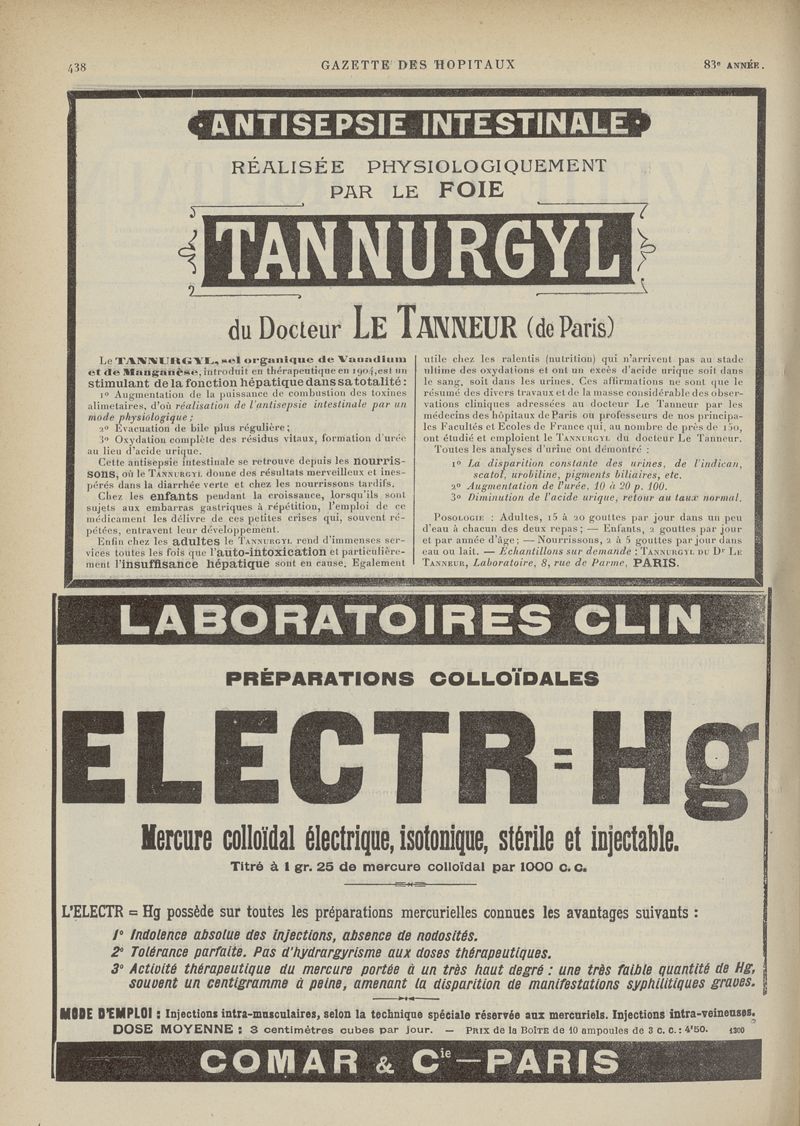 438
GAZETTE DES HOPITAUX
83e ANNÉE.
ANTISEPSIE INTESTINALE
RÉALISÉE PHYSIOLOGIQUEMENT
PAR LE FOIE
TANNURGYL
du Docteur LE TANNEUR (de Paris)
Le TANNURGYL, sel organique de Vanadium
et de Manganèse, introduit en thérapeutique en 1904, est un
stimulant de la fonction hépatique dans sa totalité :
1o Augmentation de la puissance de combustion des toxines
alimetaires, d'où réalisation de l'antisepsie intestinale par un
mode physiologique ;
2o Évacuation de bile plus régulière ;
3o Oxydation complète des résidus vitaux, formation d'urée
au lieu d'acide urique.
Cette antisepsie intestinale se retrouve depuis les nourris-
sons, où le TANNURGYL donne des résultats merveilleux et ines-
pérés dans la diarrhée verte et chez les nourrissons tardifs.
Chez les enfants pendant la croissance, lorsqu'ils sont
sujets aux embarras gastriques à répétition, l'emploi de ce
médicament les délivre de ces petites crises qui, souvent ré-
pétées, entravent leur développement.
Enfin chez les adultes le TANNURGYL rend d'immenses ser-
vices toutes les fois que l'auto-intoxication et particulière-
ment l'insuffisance hépatique sont en cause. Egalement
utile chez les ralentis (nutrition) qui n'arrivent pas au stade
ultime des oxydations et ont un excès d'acide urique soit dans
le sang, soit dans les urines. Ces affirmations ne sont que le
résumé des divers travaux et de la masse considérable des obser-
vations cliniques adressées au docteur Le Tanneur par les
médecins des hôpitaux de Paris ou professeurs de nos principa-
les Facultés et Ecoles de France qui, au nombre de près de 150,
ont étudié et emploient le TANNURGYL du docteur Le Tanneur.
Toutes les analyses d'urine ont démontré :
1o La disparition constante des urines, de l'indican,
scatol, urobiline, pigments biliaires, etc.
2o Augmentation de l'urée, 10 à 20 p. 100.
3o Diminution de l'acide urique, retour au taux normal.
POSOLOGIE : Adultes, 15 à 20 gouttes par jour dans un peu
d'eau à chacun des deux repas ; — Enfants, 2 gouttes par jour
et par année d'âge ; — Nourrissons, 2 à 5 gouttes par jour dans
eau ou lait. — Echantillons sur demande : TANNURGYL DU Dr LE
TANNEUR, Laboratoire, 8, rue de Parme, PARIS.
LABORATOIRES CLIN
PRÉPARATIONS COLLOÏDALES
ELECTR=Hg
Mercure colloïdal électrique, isotonique, stérile et injectable.
Titré à 1 gr. 25 de mercure colloïdal par 1000 c. c.
L'ELECTR = Hg possède sur toutes les préparations mercurielles connues les avantages suivants :
1o Indolence absolue des injections, absence de nodosités.
2o Tolérance parfaite. Pas d'hydrargyrisme aux doses thérapeutiques.
3o Activité thérapeutique du mercure portée à un très haut degré : une très faible quantité de Hg,
souvent un centigramme à peine, amenant la disparition de manifestations syphilitiques graves.
MODE D'EMPLOI : Injections intra-musculaires, selon la technique spéciale réservée aux mercuriels. Injections intra-veineuses.
DOSE MOYENNE : 3 centimètres cubes par jour. — PRIX de la BOÎTE de 10 ampoules de 3 c. c. : 4f50. 1300
COMAR & Cie—PARIS